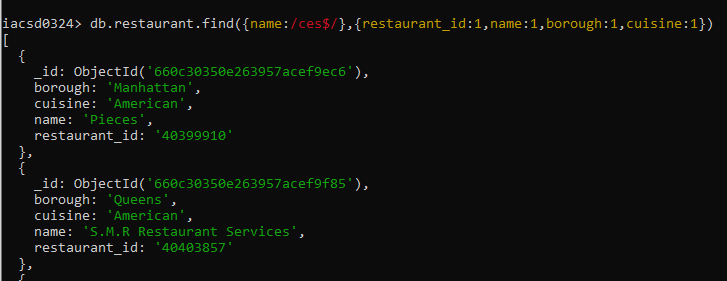 iacsd0324> db.restaurant.find({name:/ces$/},{restaurant_id:1,name:1,borough:1,cuisine:1})
[
  {
    _id: ObjectId('660c30350e263957acef9ec6'),
    borough: 'Manhattan',
    cuisine: 'American',
    name: 'Pieces',
    restaurant_id: '40399910'
  },
  {
    _id: ObjectId('660c30350e263957acef9f85'),
    borough: 'Queens',
    cuisine: 'American',
    name: 'S.M.R Restaurant Services',
    restaurant_id: '40403857'
  },
  {